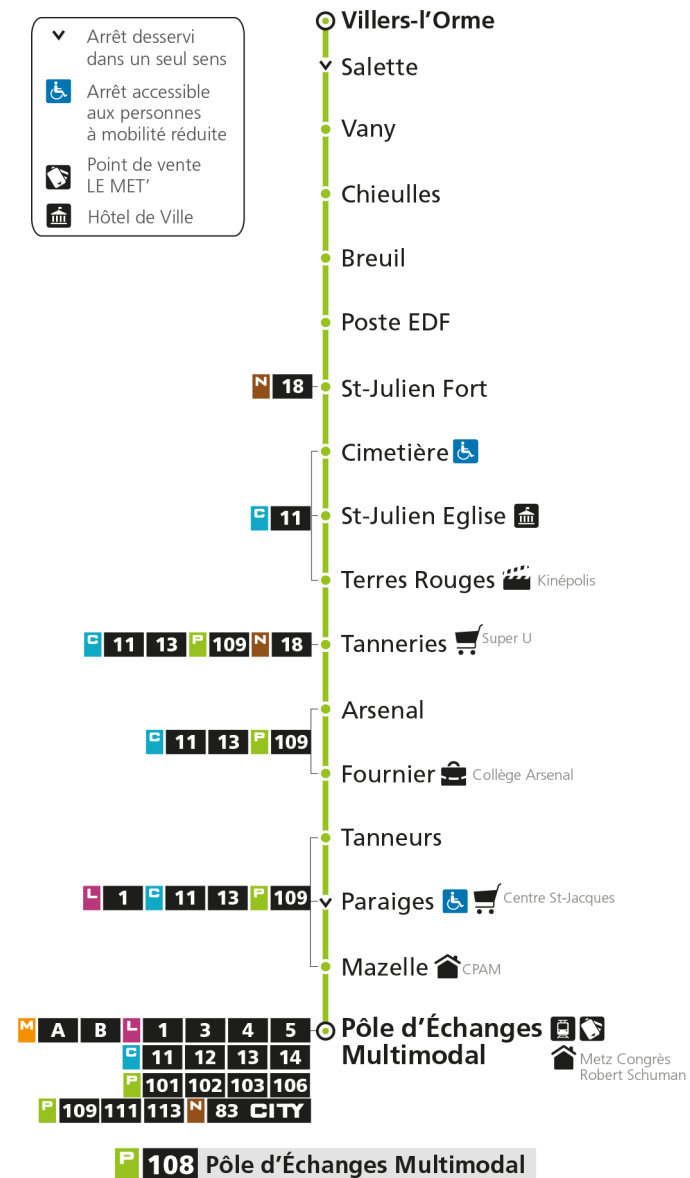 Villers-l'Orme
Arrêt desservi
dans un seul sens
Arrêt accessible
aux personnes
à mobilité réduite
Point de vente
LE MET'
Hôtel de Ville
Salette
Vany
Chieulles
Breuil
Poste EDF
N 18 St-Julien Fort
Cimetière
C 11 St-Julien Eglise
Terres Rouges Kinépolis
C 11 13 P 109 N 18 Tanneries Super U
Arsenal
C 11 13 P 109
Fournier Collège Arsenal
Tanneurs
L 1 C 11 13 P 109 Paraiges Centre St-Jacques
Mazelle CPAM
M A B L 1 3 4 5 Pôle d'Échanges
C 11 12 13 14 Multimodal
Metz Congrès
Robert Schuman
P 101 102 103 106
P 109 111 113 N 83 CITY
P 108 Pôle d'Échanges Multimodal